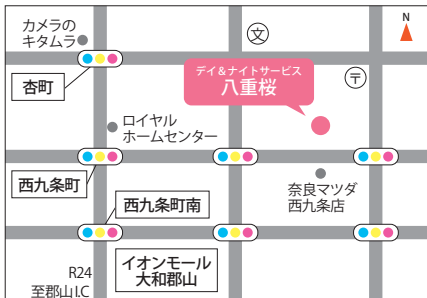 カメラの
キタムラ
文
N
デイ&ナイトサービス
八重桜
〒
杏町
ロイヤル
ホームセンター
西九条町
奈良マツダ
西九条店
西九条町南
イオンモール
大和郡山
R24
至郡山I.C